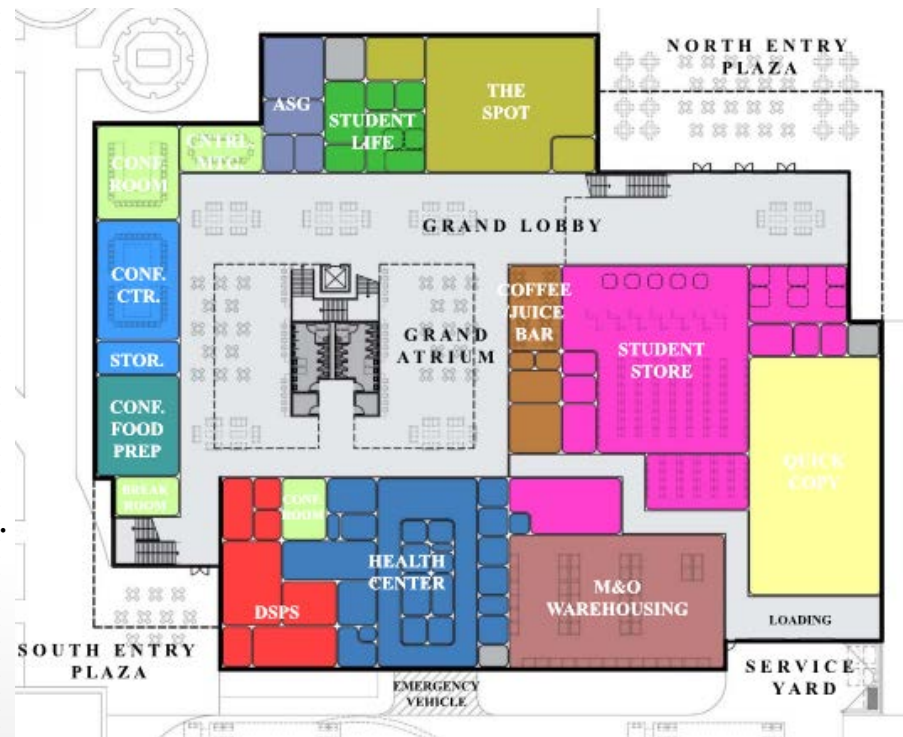 NORTH ENTRY
PLAZA
THE
SPOT
ASG
STUDENT
LIFE
CNTRL.
MTG.
CONF.
ROOM
GRAND LOBBY
CONF.
CTR.
COFFEE
/JUICE
BAR
GRAND
ATRIUM
STUDENT
STORE
STOR.
CONF.
FOOD
PREP
QUICK
COPY
BREAK
ROOM
CONF.
ROOM
HEALTH
CENTER
DSPS
M&O
WAREHOUSING
LOADING
SOUTH ENTRY
PLAZA
SERVICE
YARD
EMERGENCY
VEHICLE